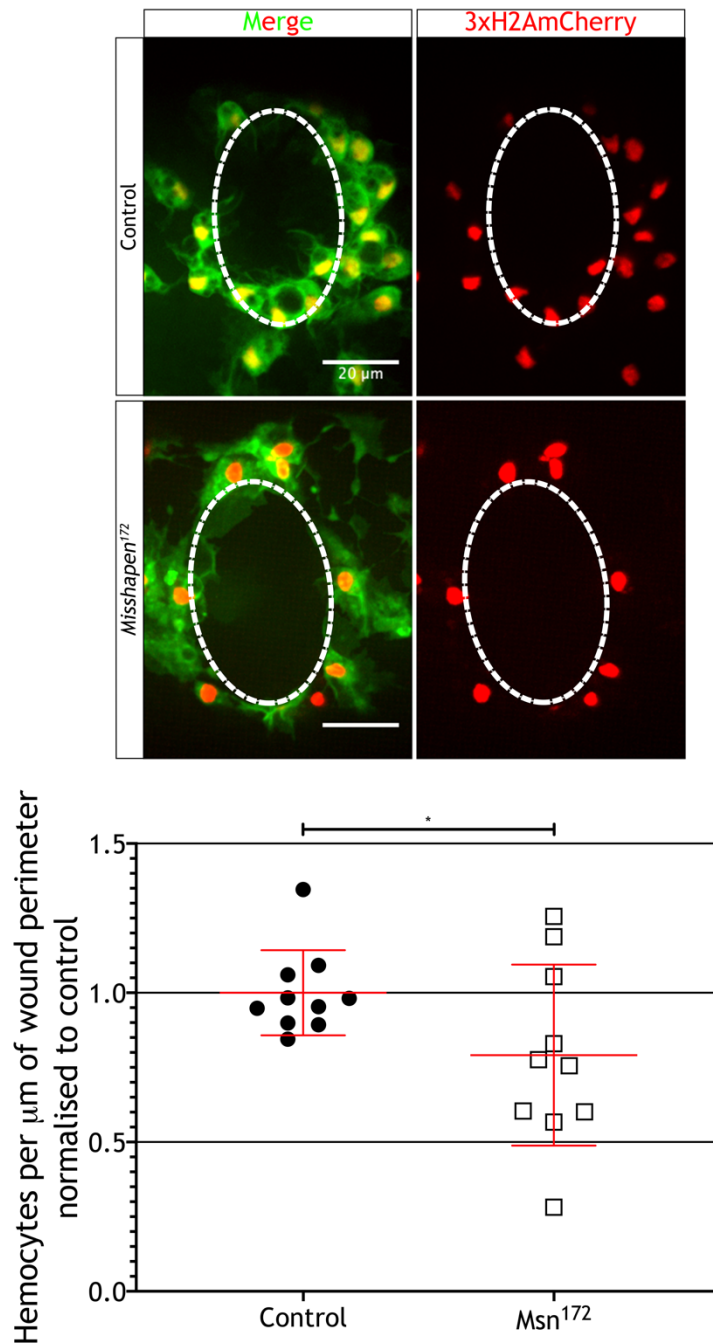 Merge
3xH2AmCherry
Control
20 µm
Misshapen¹⁷²
*
Hemocytes per µm of wound perimeter
normalised to control
1.5
1.0
0.5
0.0
Control
Msn¹⁷²